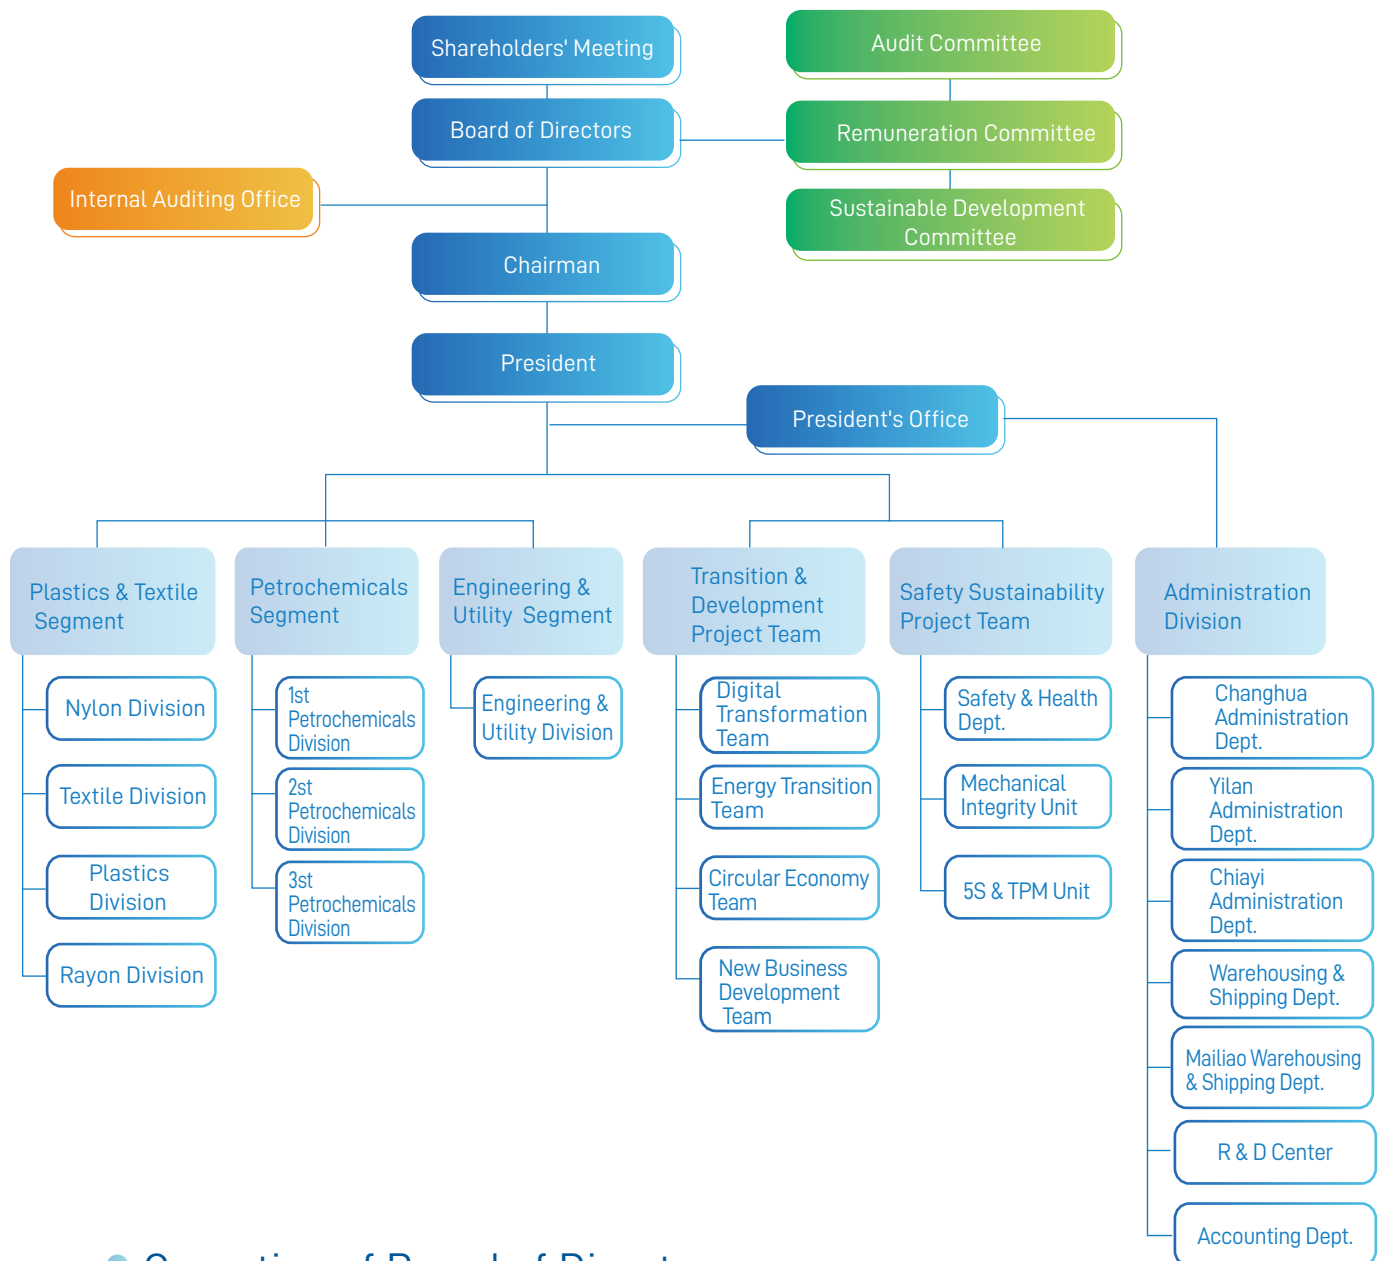 Shareholders' Meeting
Audit Committee
Board of Directors
Remuneration Committee
Internal Auditing Office
Sustainable Development
Committee
Chairman
President
President's Office
Plastics & Textile
Segment
Petrochemicals
Segment
Engineering &
Utility Segment
Transition &
Development
Project Team
Safety Sustainability
Project Team
Administration
Division
Nylon Division
Textile Division
Plastics
Division
Rayon Division
1st
Petrochemicals
Division
2st
Petrochemicals
Division
3st
Petrochemicals
Division
Engineering &
Utility Division
Digital
Transformation
Team
Energy Transition
Team
Circular Economy
Team
New Business
Development
Team
Safety & Health
Dept.
Mechanical
Integrity Unit
5S & TPM Unit
Changhua
Administration
Dept.
Yilan
Administration
Dept.
Chiayi
Administration
Dept.
Warehousing &
Shipping Dept.
Mailiao Warehousing
& Shipping Dept.
R & D Center
Accounting Dept.